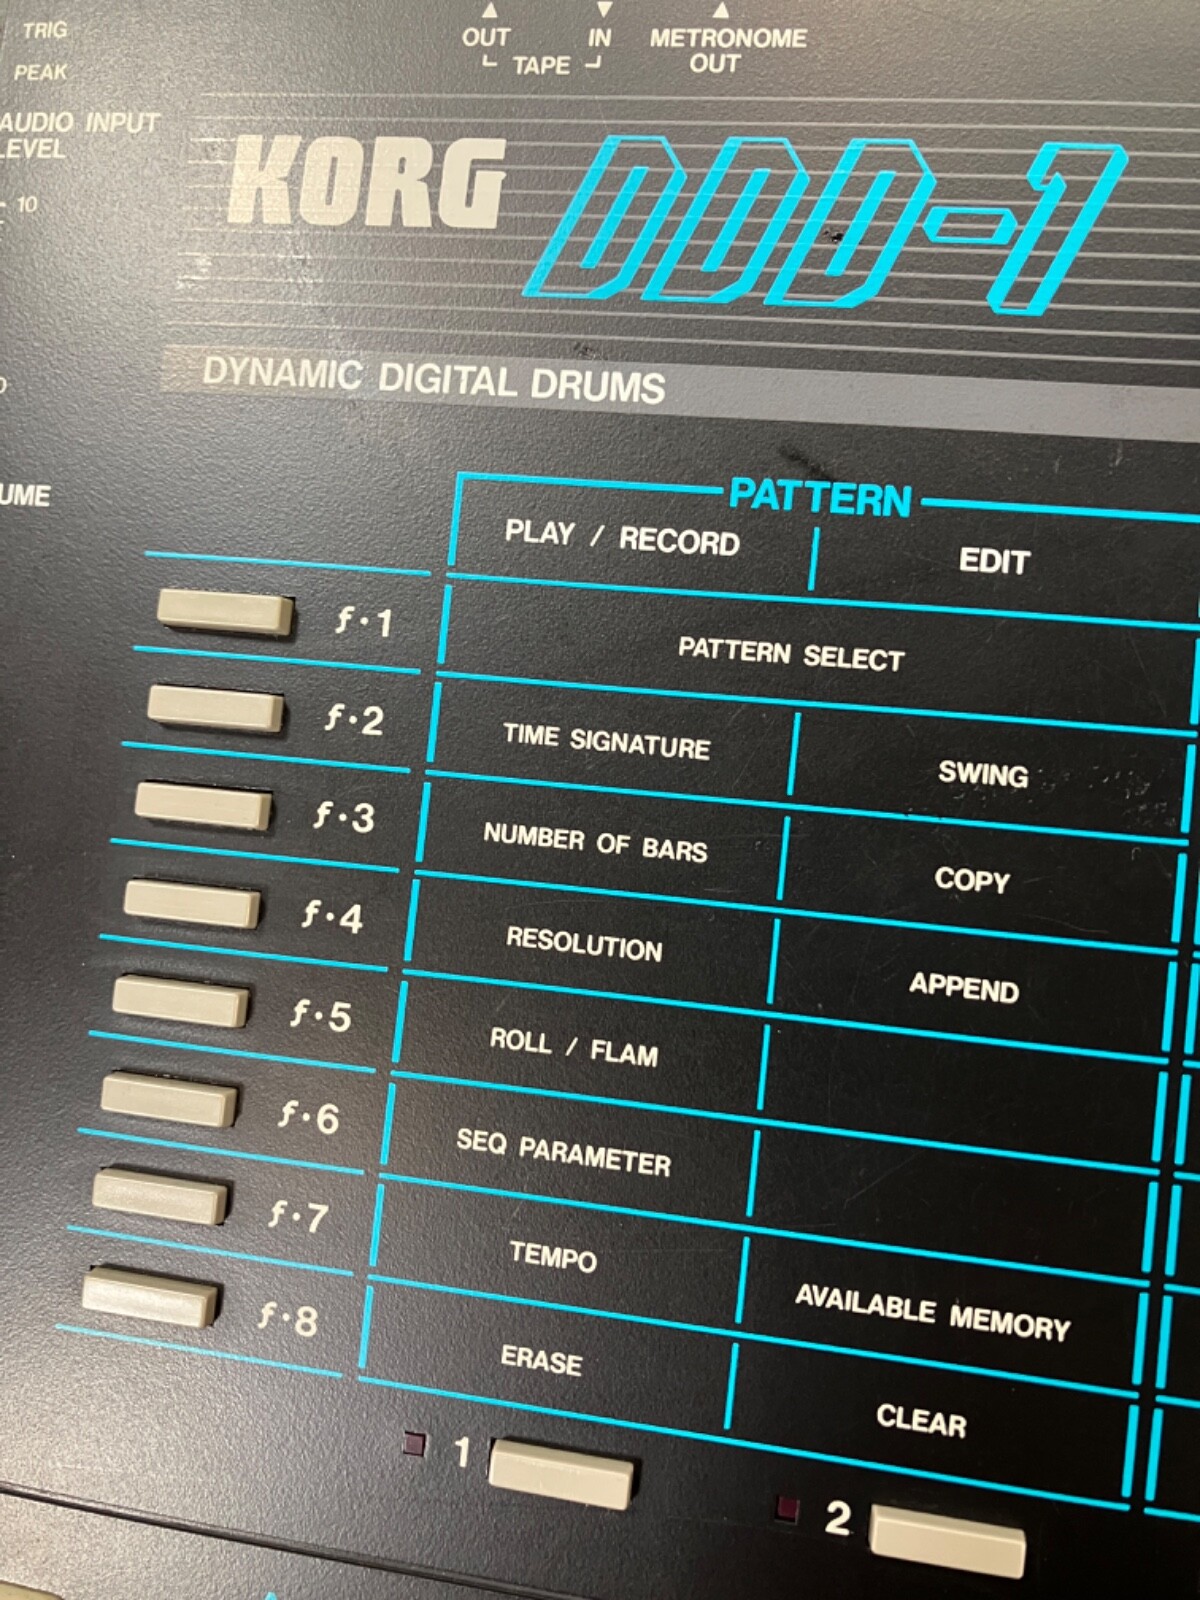 TRIG
PEAK
AUDIO INPUT
LEVEL
10
OUT IN
TAPE
METRONOME
OUT
KORG DDD-1
DYNAMIC DIGITAL DRUMS
UME
PATTERN
PLAY / RECORD EDIT
f·1 PATTERN SELECT
f·2 TIME SIGNATURE SWING
f·3 NUMBER OF BARS COPY
f·4 RESOLUTION APPEND
f·5 ROLL / FLAM
f·6 SEQ PARAMETER
f·7 TEMPO AVAILABLE MEMORY
f·8 ERASE CLEAR
1
2